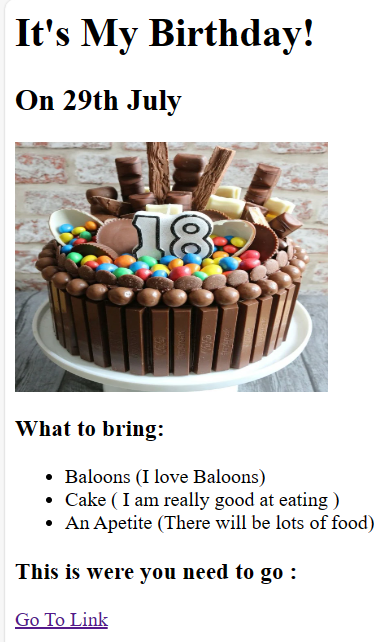 It's My Birthday!
On 29th July
18
What to bring:
Baloons (I love Baloons)
Cake ( I am really good at eating )
An Apetite (There will be lots of food)
This is were you need to go :
Go To Link